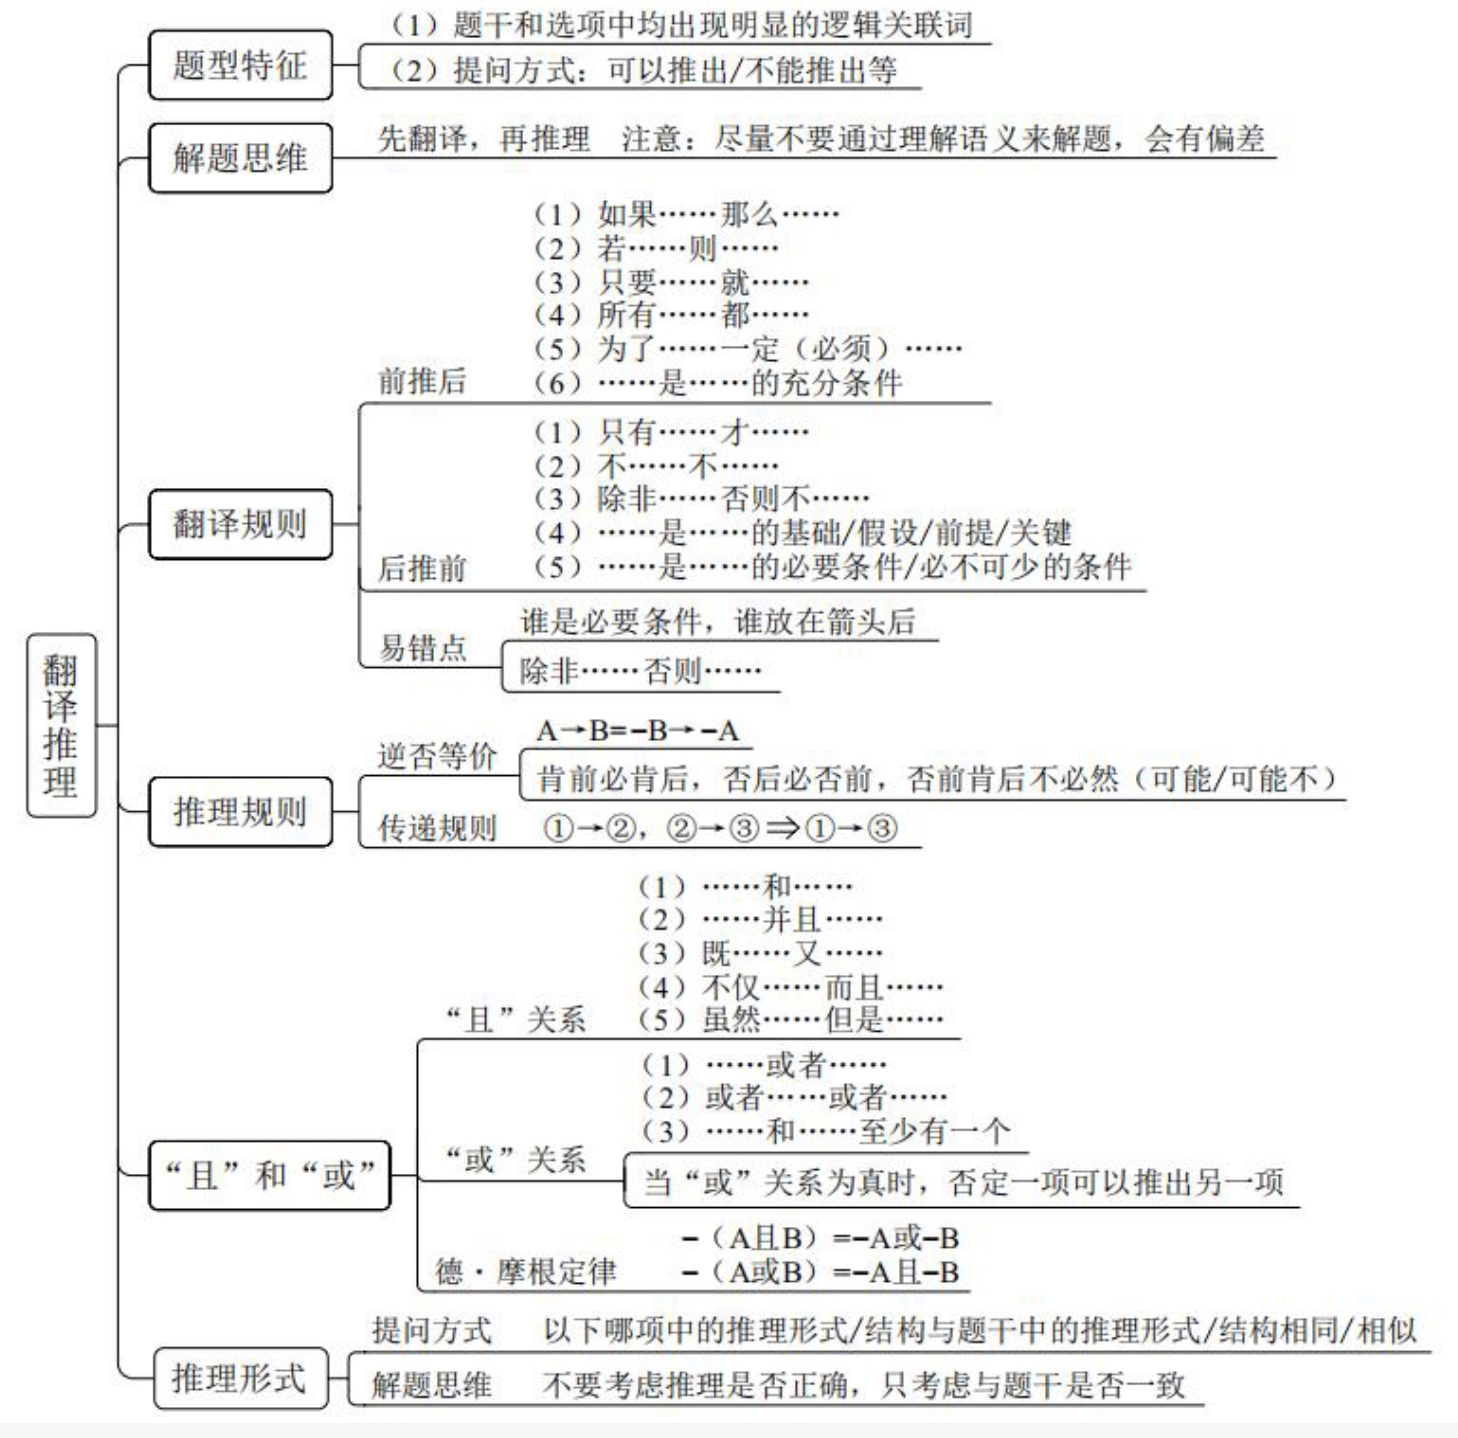 翻译推理
题型特征
（1）题干和选项中均出现明显的逻辑关联词
（2）提问方式：可以推出/不能推出等
解题思维
先翻译，再推理 注意：尽量不要通过理解语义来解题，会有偏差
翻译规则
前推后
（1）如果……那么……
（2）若……则……
（3）只要……就……
（4）所有……都……
（5）为了……一定（必须）……
（6）……是……的充分条件
后推前
（1）只有……才……
（2）不……不……
（3）除非……否则不……
（4）……是……的基础/假设/前提/关键
（5）……是……的必要条件/必不可少的条件
易错点
谁是必要条件，谁放在箭头后
除非……否则……
推理规则
逆否等价
A→B=−B→−A
肯前必肯后，否后必否前，否前肯后不必然（可能/可能不）
传递规则
①→②，②→③⇒①→③
“且”和“或”
“且”关系
（1）……和……
（2）……并且……
（3）既……又……
（4）不仅……而且……
（5）虽然……但是……
“或”关系
（1）……或者……
（2）或者……或者……
（3）……和……至少有一个
当“或”关系为真时，否定一项可以推出另一项
德·摩根定律
−（A且B）=−A或−B
−（A或B）=−A且−B
推理形式
提问方式 以下哪项中的推理形式/结构与题干中的推理形式/结构相同/相似
解题思维 不要考虑推理是否正确，只考虑与题干是否一致